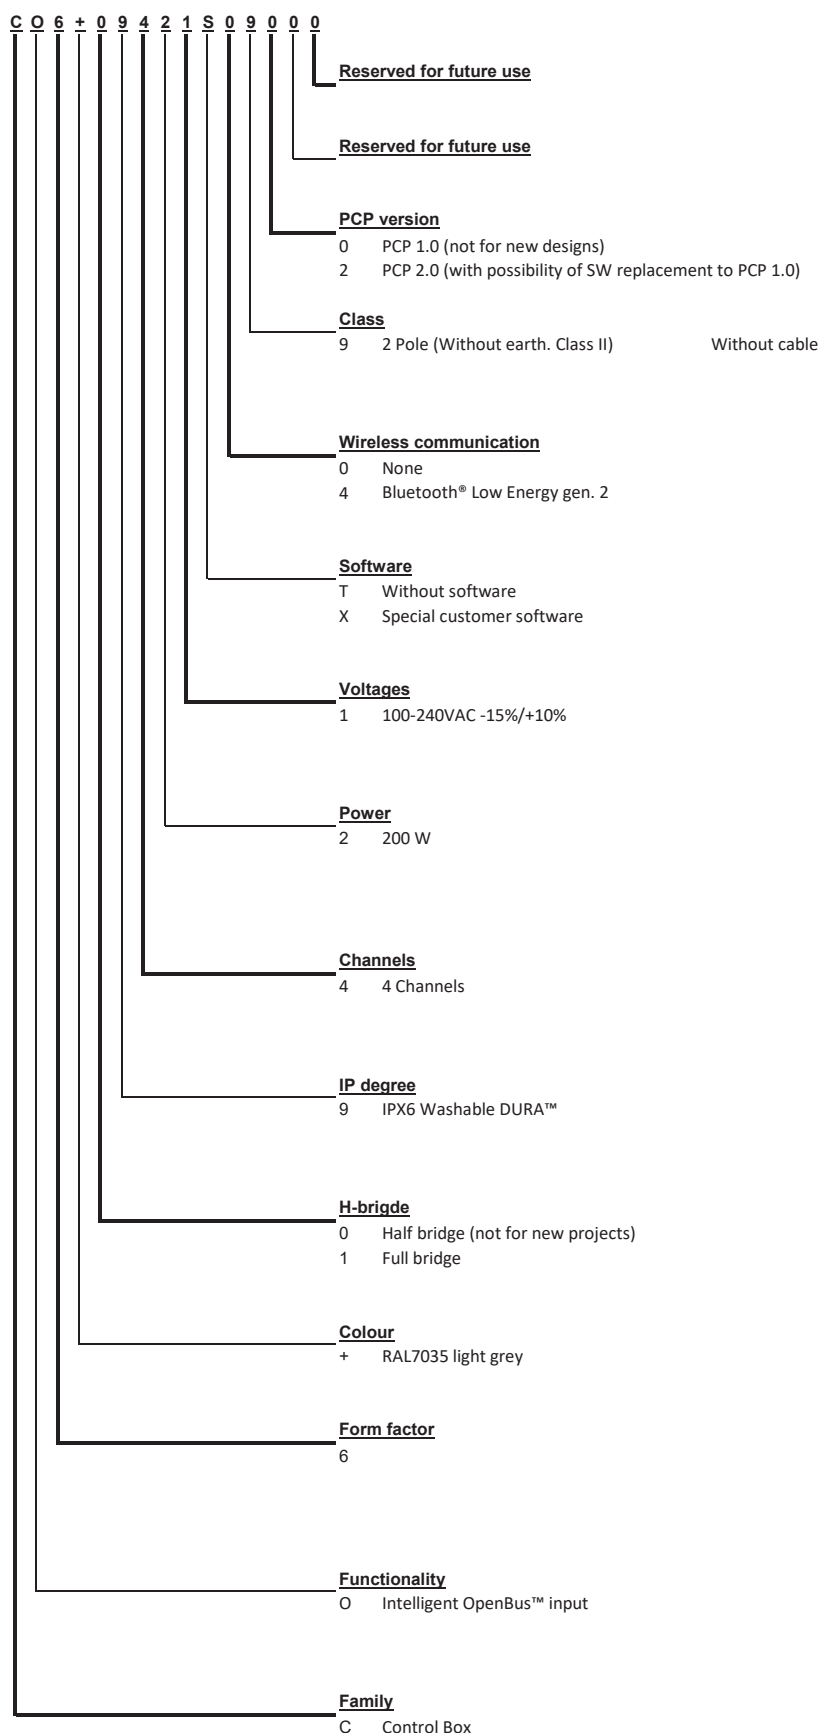 C O 6 + 0 9 4 2 1 S 0 9 0 0 0
Reserved for future use
Reserved for future use
PCP version
0 PCP 1.0 (not for new designs)
2 PCP 2.0 (with possibility of SW replacement to PCP 1.0)
Class
9 2 Pole (Without earth. Class II) Without cable
Wireless communication
0 None
4 Bluetooth® Low Energy gen. 2
Software
T Without software
X Special customer software
Voltages
1 100-240VAC -15%/+10%
Power
2 200 W
Channels
4 4 Channels
IP degree
9 IPX6 Washable DURA™
H-brigde
0 Half bridge (not for new projects)
1 Full bridge
Colour
+ RAL7035 light grey
Form factor
6
Functionality
O Intelligent OpenBus™ input
Family
C Control Box